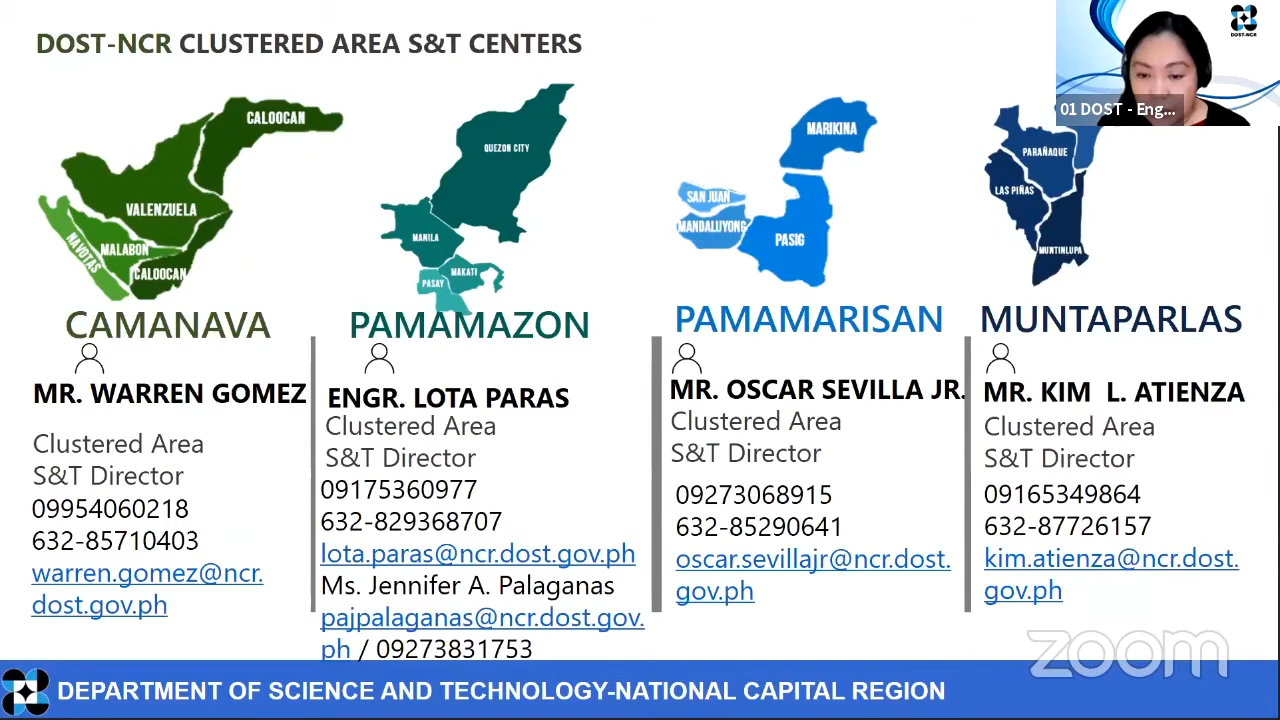 DOST-NCR CLUSTERED AREA S&T CENTERS
DOST-NCR
01 DOST - Eng...
CALOOCAN
VALENZUELA
NAVOTAS
MALABON
CALOOCAN
CAMANAVA
MR. WARREN GOMEZ
Clustered Area
S&T Director
09954060218
632-85710403
warren.gomez@ncr.
dost.gov.ph
QUEZON CITY
MANILA
MAKATI
PASAY
PAMAMAZON
ENGR. LOTA PARAS
Clustered Area
S&T Director
09175360977
632-829368707
lota.paras@ncr.dost.gov.ph
Ms. Jennifer A. Palaganas
pajpalaganas@ncr.dost.gov.
ph / 09273831753
MARIKINA
SAN JUAN
MANDALUYONG
PASIG
PAMAMARISAN
MR. OSCAR SEVILLA JR.
Clustered Area
S&T Director
09273068915
632-85290641
oscar.sevillajr@ncr.dost.
gov.ph
PARAÑAQUE
LAS PIÑAS
MUNTINLUPA
MUNTAPARLAS
MR. KIM  L. ATIENZA
Clustered Area
S&T Director
09165349864
632-87726157
kim.atienza@ncr.dost.
gov.ph
zoom
DEPARTMENT OF SCIENCE AND TECHNOLOGY-NATIONAL CAPITAL REGION